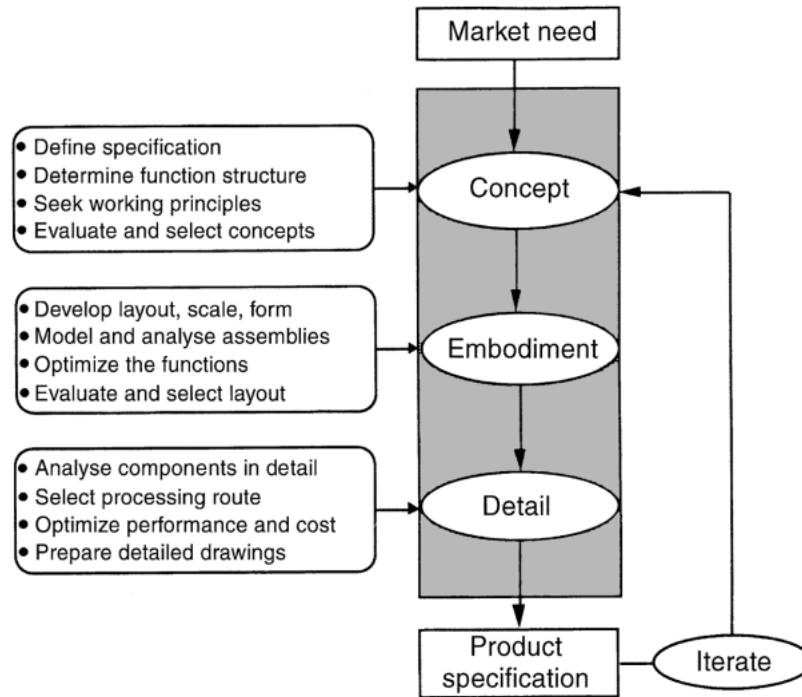 Market need
• Define specification
• Determine function structure
• Seek working principles
• Evaluate and select concepts
Concept
• Develop layout, scale, form
• Model and analyse assemblies
• Optimize the functions
• Evaluate and select layout
Embodiment
• Analyse components in detail
• Select processing route
• Optimize performance and cost
• Prepare detailed drawings
Detail
Product
specification
Iterate